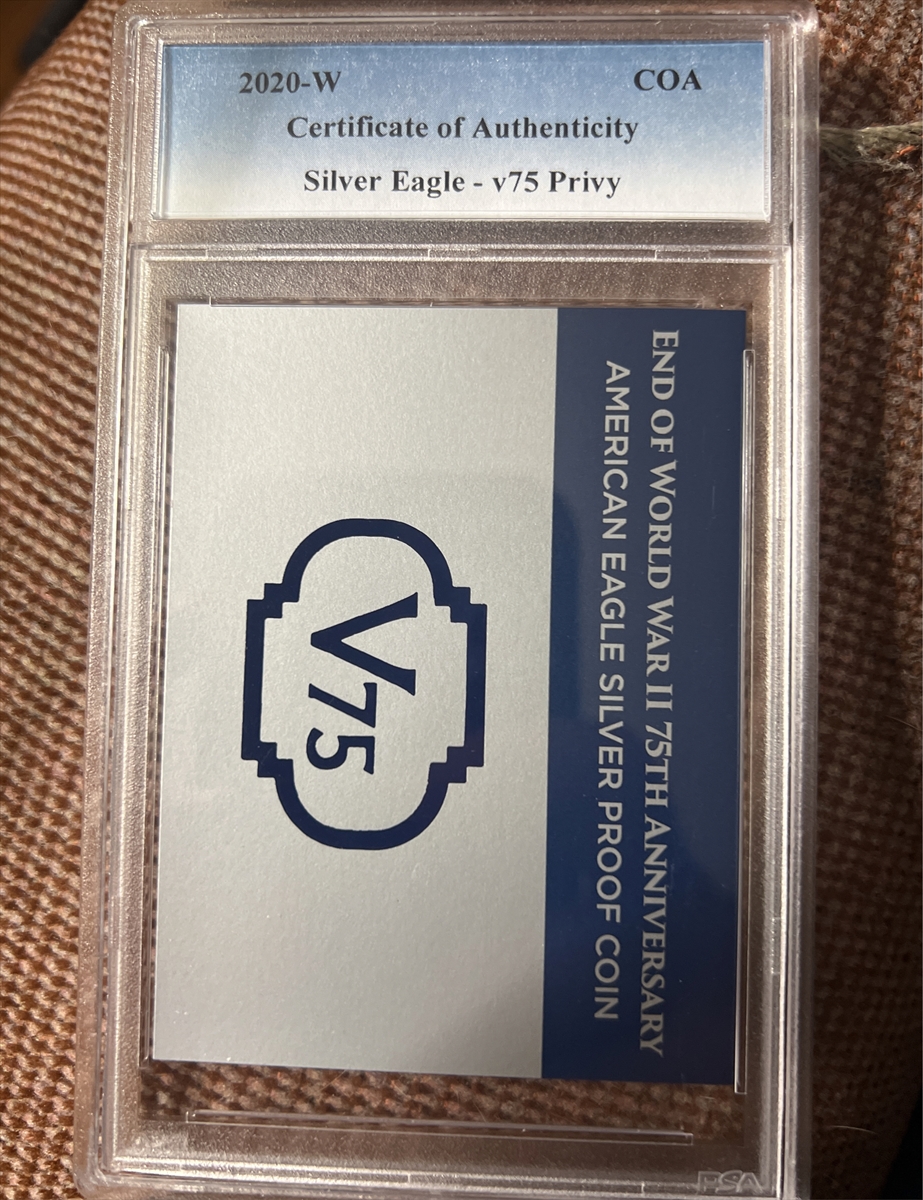 2020-W COA
Certificate of Authenticity
Silver Eagle - v75 Privy
END OF WORLD WAR II 75TH ANNIVERSARY
AMERICAN EAGLE SILVER PROOF COIN
V75
PSA